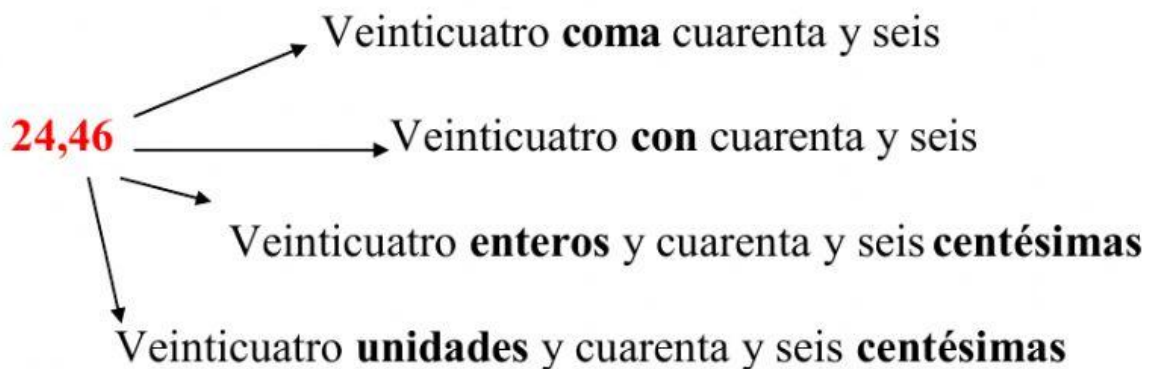 Veinticuatro coma cuarenta y seis
24,46
Veinticuatro con cuarenta y seis
Veinticuatro enteros y cuarenta y seis centésimas
Veinticuatro unidades y cuarenta y seis centésimas